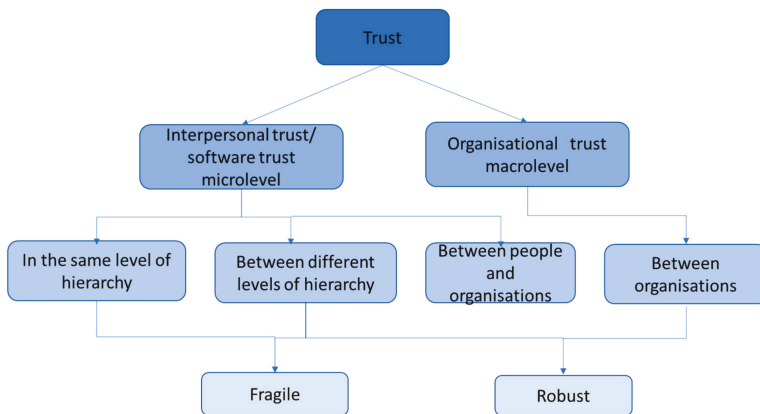 Trust
Interpersonal trust/
software trust
microlevel
Organisational trust
macrolevel
In the same level of
hierarchy
Between different
levels of hierarchy
Between people
and
organisations
Between
organisations
Fragile
Robust